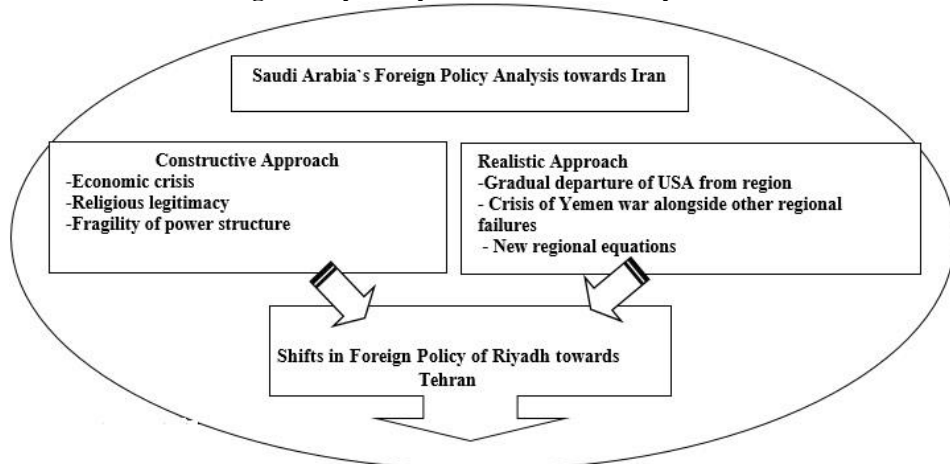 Saudi Arabia`s Foreign Policy Analysis towards Iran
Constructive Approach
-Economic crisis
-Religious legitimacy
-Fragility of power structure
Realistic Approach
-Gradual departure of USA from region
- Crisis of Yemen war alongside other regional
failures
- New regional equations
Shifts in Foreign Policy of Riyadh towards
Tehran